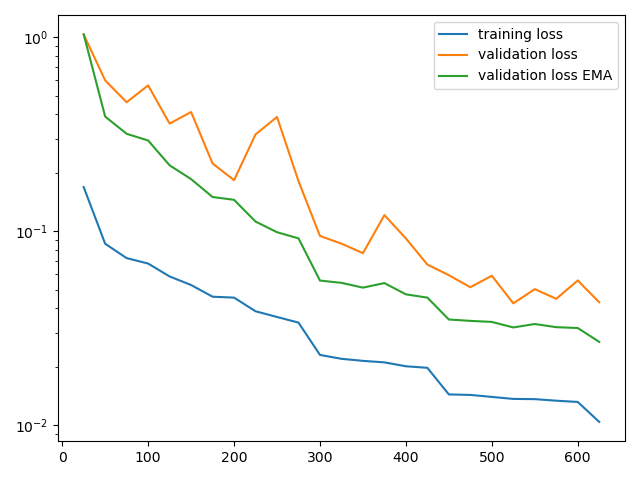 training loss
validation loss
validation loss EMA
10⁰
10⁻¹
10⁻²
0 100 200 300 400 500 600